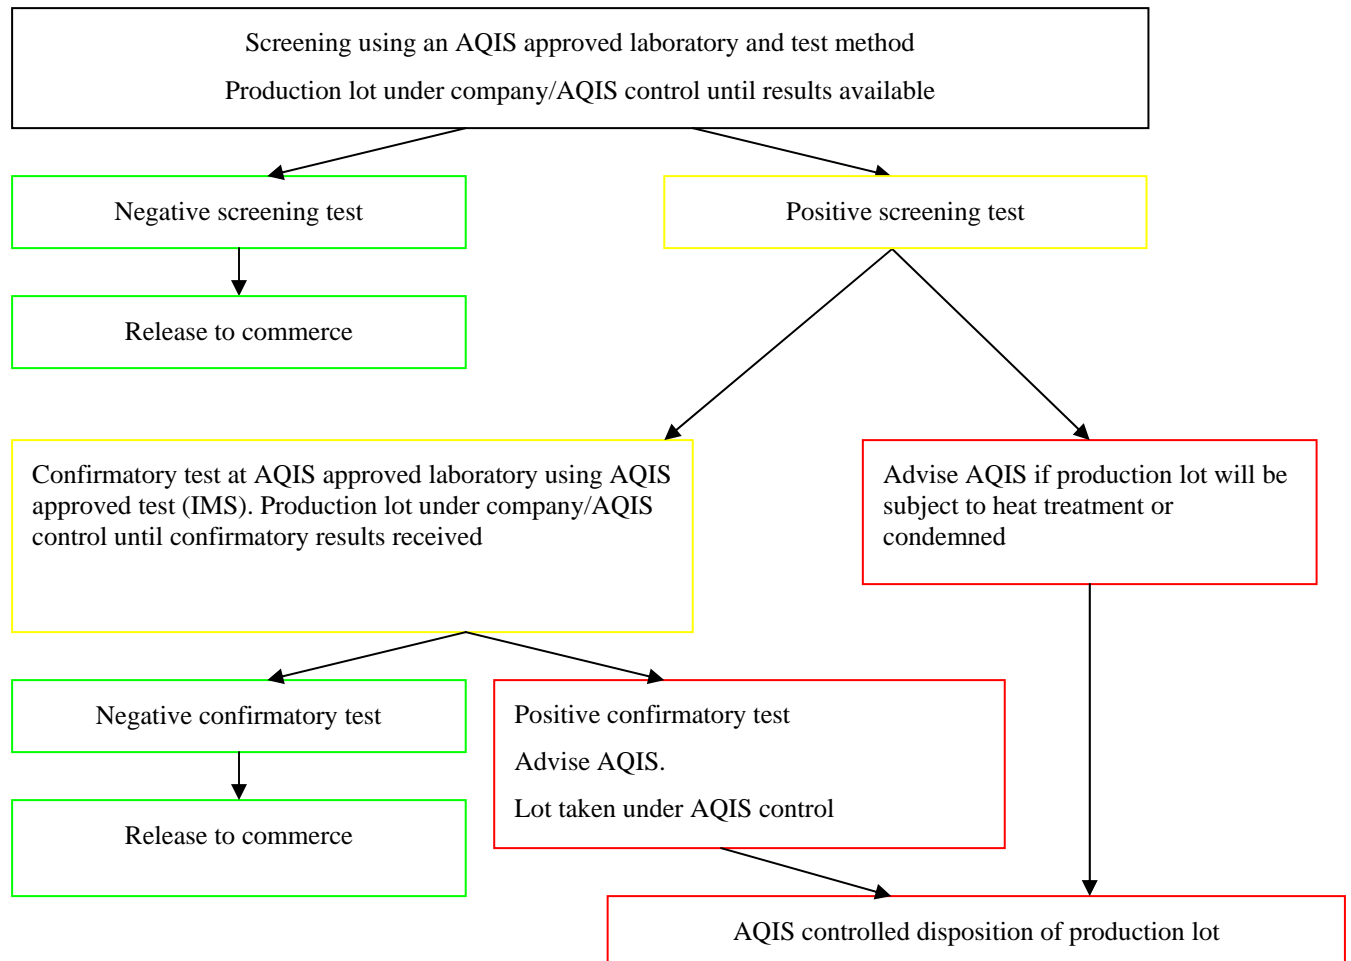 Screening using an AQIS approved laboratory and test method
Production lot under company/AQIS control until results available
Negative screening test
Positive screening test
Release to commerce
Confirmatory test at AQIS approved laboratory using AQIS
approved test (IMS). Production lot under company/AQIS
control until confirmatory results received
Advise AQIS if production lot will be
subject to heat treatment or
condemned
Negative confirmatory test
Positive confirmatory test
Advise AQIS.
Lot taken under AQIS control
Release to commerce
AQIS controlled disposition of production lot